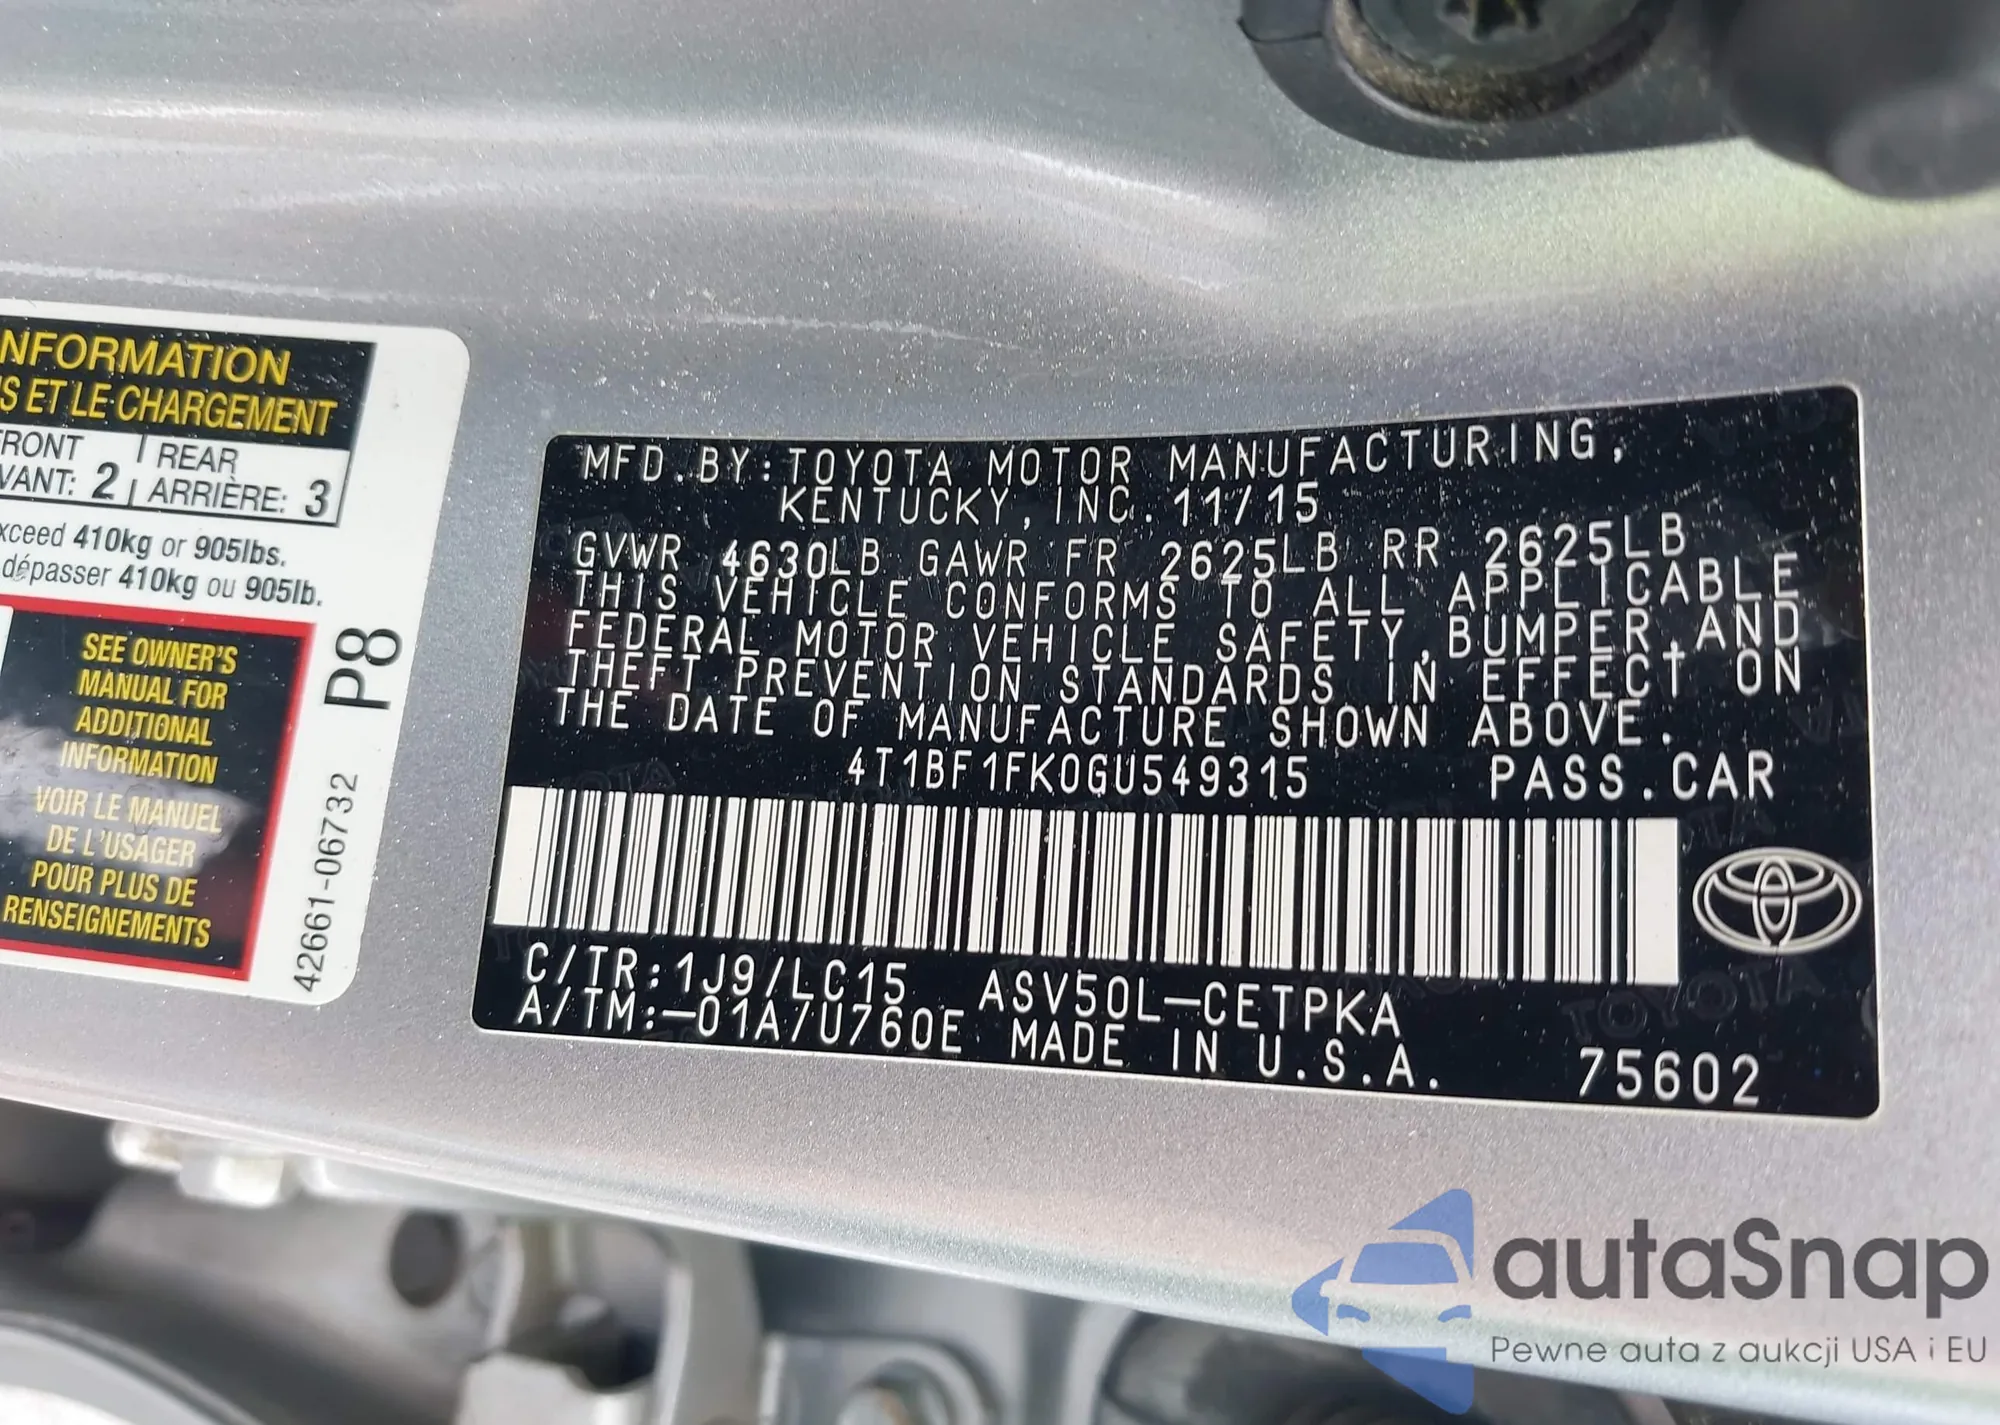 NFORMATION
S ET LE CHARGEMENT
FRONT REAR
VANT: 2 ARRIÈRE: 3
xceed 410kg or 905lbs.
dépasser 410kg ou 905lb.
SEE OWNER'S
MANUAL FOR
ADDITIONAL
INFORMATION
VOIR LE MANUEL
DE L'USAGER
POUR PLUS DE
RENSEIGNEMENTS
P8
42661-06732
MFD.BY:TOYOTA MOTOR MANUFACTURING,
KENTUCKY, INC. 11/15
GVWR 4630LB GAWR FR 2625LB RR 2625LB
THIS VEHICLE CONFORMS TO ALL APPLICABLE
FEDERAL MOTOR VEHICLE SAFETY,BUMPER,AND
THEFT PREVENTION STANDARDS IN EFFECT ON
THE DATE OF MANUFACTURE SHOWN ABOVE.
4T1BF1FK0GU549315 PASS.CAR
C/TR:1J9/LC15 ASV50L-CETPKA
A/TM:-01A/U760E MADE IN U.S.A. 75602
autaSnap
Pewne auta z aukcji USA i EU